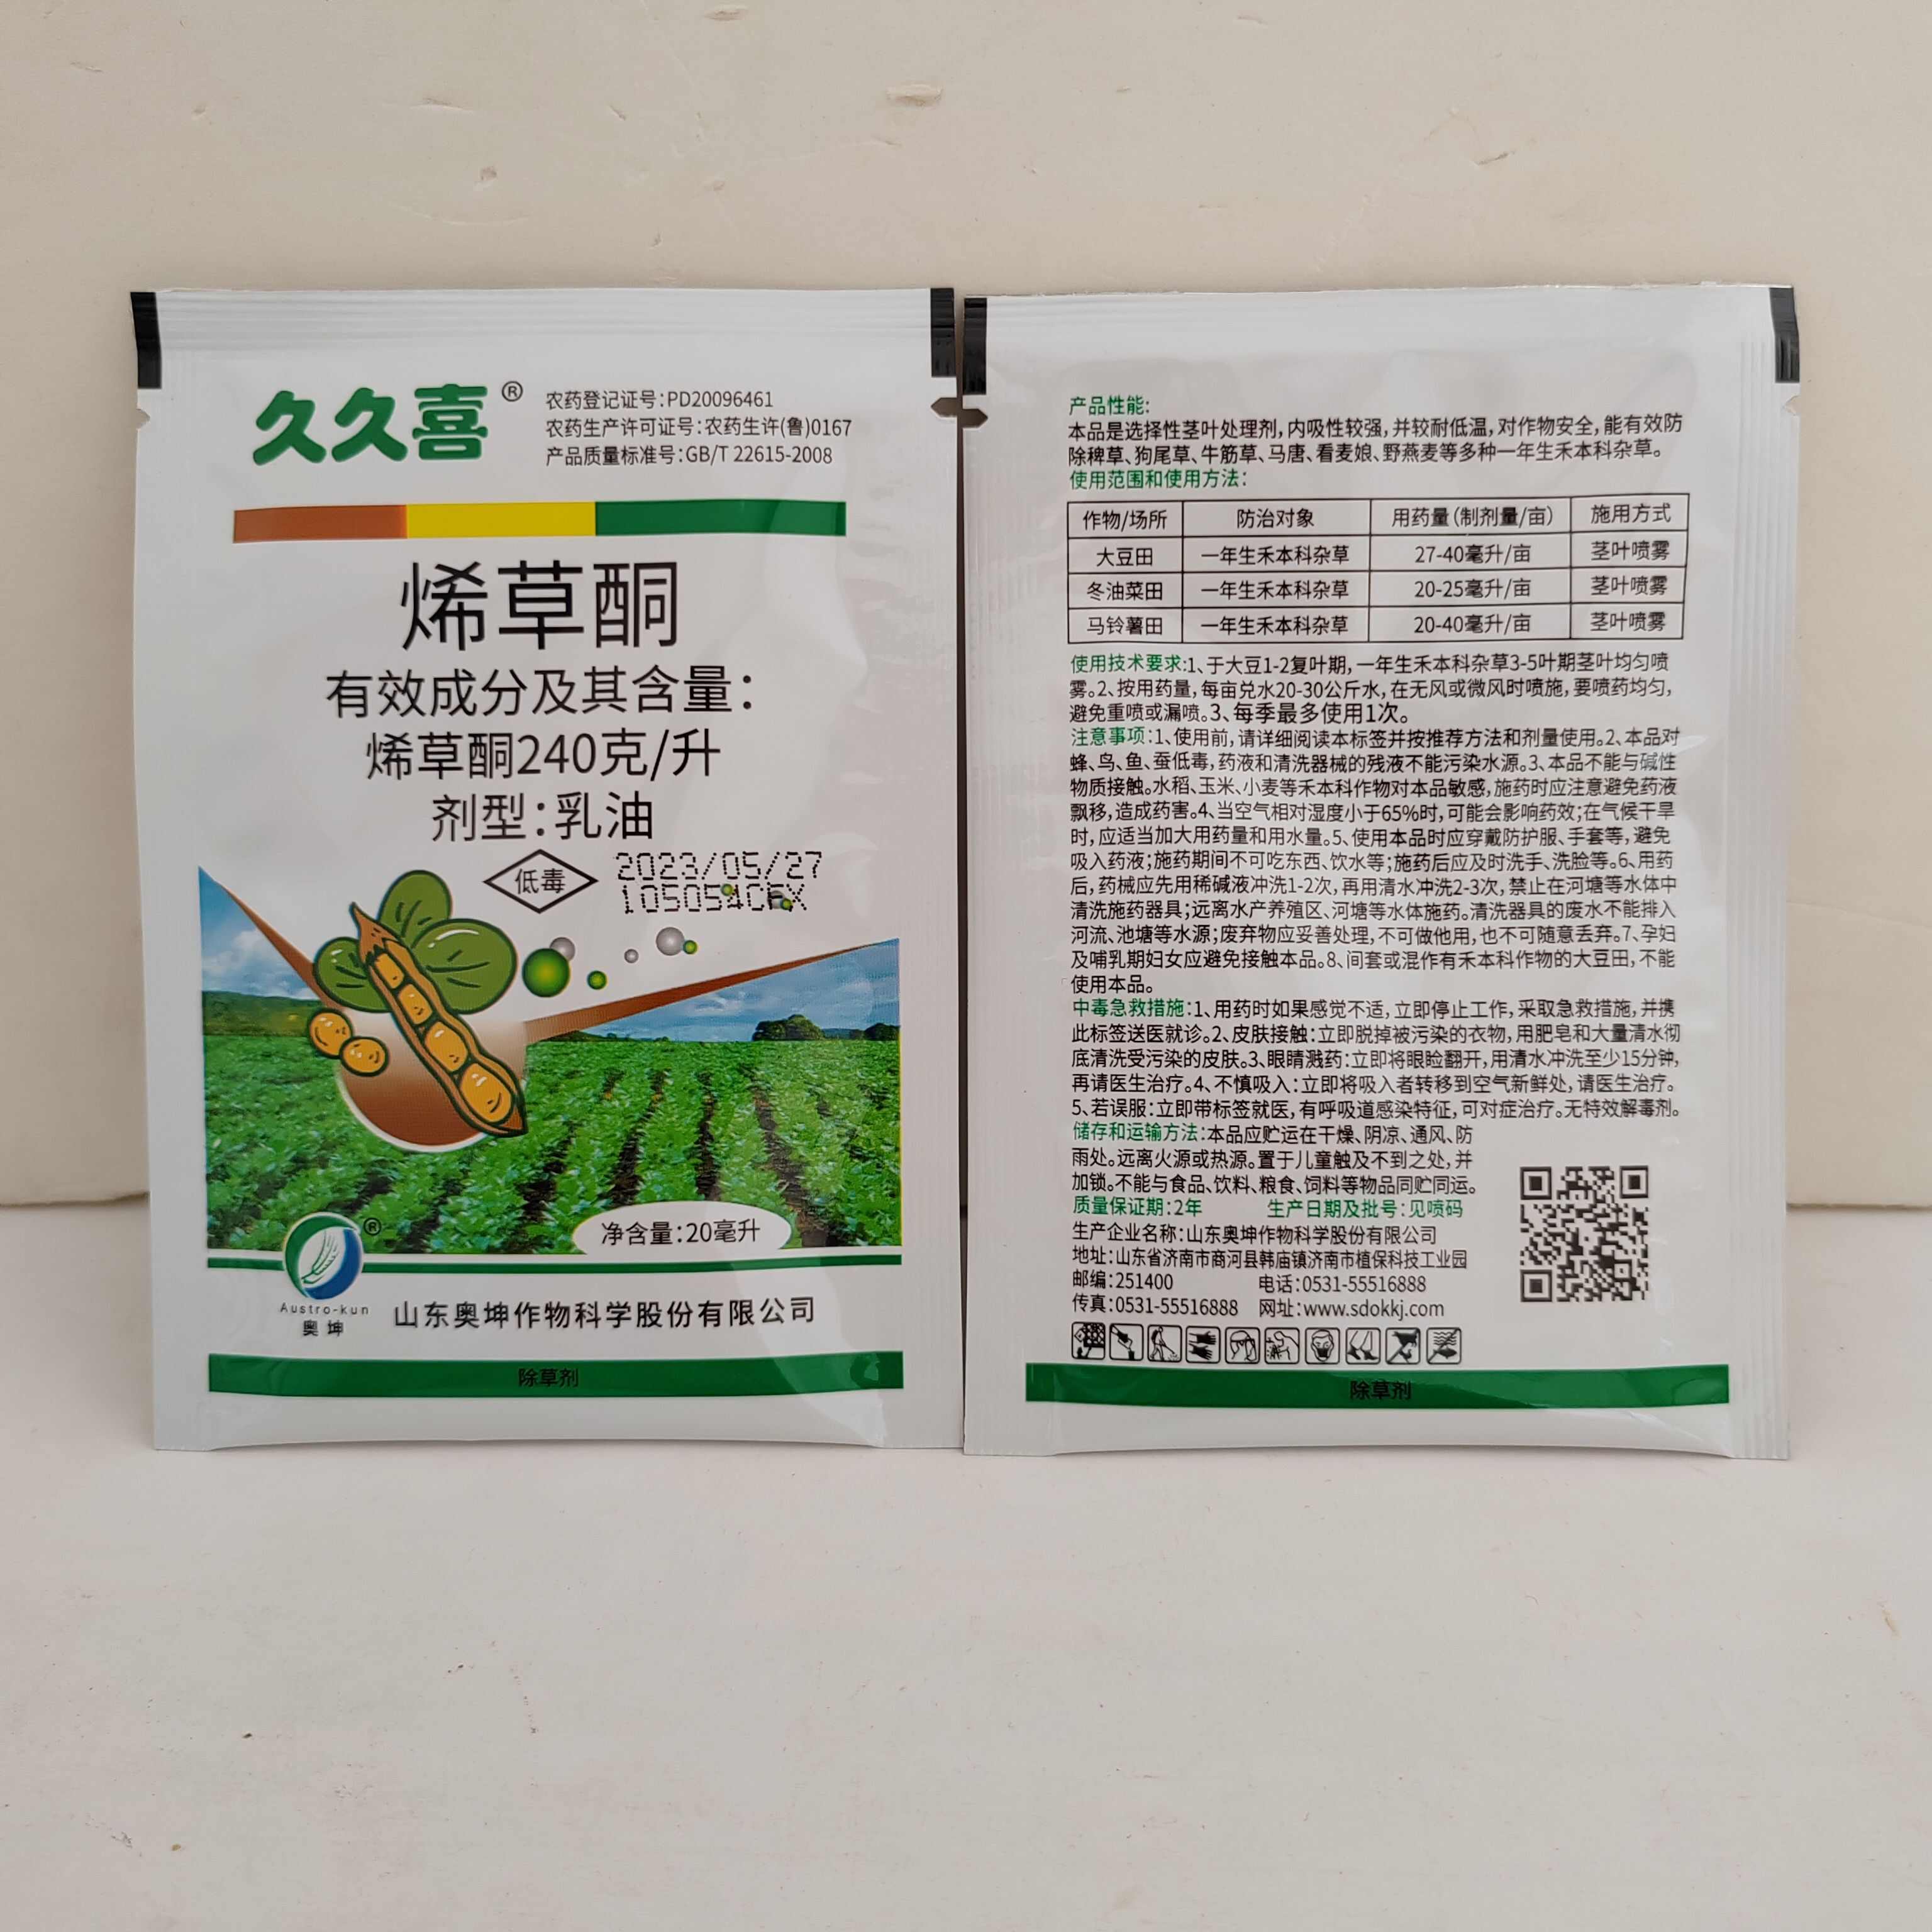 久久喜®
农药登记证号:PD20096461
农药生产许可证号:农药生许(鲁)0167
产品质量标准号:GB/T 22615-2008
烯草酮
有效成分及其含量:
烯草酮240克/升
剂型:乳油
低毒
2023/05/27
净含量:20毫升
®
Austro-kun
奥坤
山东奥坤作物科学股份有限公司
除草剂
产品性能:
本品是选择性茎叶处理剂,内吸性较强,并较耐低温,对作物安全,能有效防
除稗草、狗尾草、牛筋草、马唐、看麦娘、野燕麦等多种一年生禾本科杂草。
使用范围和使用方法:
作物/场所 防治对象 用药量(制剂量/亩) 施用方式
大豆田 一年生禾本科杂草 27-40毫升/亩 茎叶喷雾
冬油菜田 一年生禾本科杂草 20-25毫升/亩 茎叶喷雾
马铃薯田 一年生禾本科杂草 20-40毫升/亩 茎叶喷雾
使用技术要求:1、于大豆1-2复叶期,一年生禾本科杂草3-5叶期茎叶均匀喷
雾。2、按用药量,每亩兑水20-30公斤水,在无风或微风时喷施,要喷药均匀,
避免重喷或漏喷。3、每季最多使用1次。
注意事项:1、使用前,请详细阅读本标签并按推荐方法和剂量使用。2、本品对
蜂、鸟、鱼、蚕低毒,药液和清洗器械的残液不能污染水源。3、本品不能与碱性
物质接触。水稻、玉米、小麦等禾本科作物对本品敏感,施药时应注意避免药液
飘移,造成药害。4、当空气相对湿度小于65%时,可能会影响药效;在气候干旱
时,应适当加大用药量和用水量。5、使用本品时应穿戴防护服、手套等,避免
吸入药液;施药期间不可吃东西、饮水等;施药后应及时洗手、洗脸等。6、用药
后,药械应先用稀碱液冲洗1-2次,再用清水冲洗2-3次,禁止在河塘等水体中
清洗施药器具;远离水产养殖区、河塘等水体施药。清洗器具的废水不能排入
河流、池塘等水源;废弃物应妥善处理,不可做他用,也不可随意丢弃。7、孕妇
及哺乳期妇女应避免接触本品。8、间套或混作有禾本科作物的大豆田,不能
使用本品。
中毒急救措施:1、用药时如果感觉不适,立即停止工作,采取急救措施,并携
此标签送医就诊。2、皮肤接触:立即脱掉被污染的衣物,用肥皂和大量清水彻
底清洗受污染的皮肤。3、眼睛溅药:立即将眼睑翻开,用清水冲洗至少15分钟,
再请医生治疗。4、不慎吸入:立即将吸入者转移到空气新鲜处,请医生治疗。
5、若误服:立即带标签就医,有呼吸道感染特征,可对症治疗。无特效解毒剂。
储存和运输方法:本品应贮运在干燥、阴凉、通风、防
雨处。远离火源或热源。置于儿童触及不到之处,并
加锁。不能与食品、饮料、粮食、饲料等物品同贮同运。
质量保证期:2年 生产日期及批号:见喷码
生产企业名称:山东奥坤作物科学股份有限公司
地址:山东省济南市商河县韩庙镇济南市植保科技工业园
邮编:251400 电话:0531-55516888
传真:0531-55516888 网址:www.sdokkj.com
除草剂